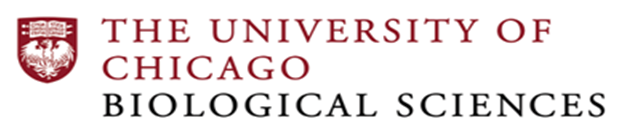 THE UNIVERSITY OF
CHICAGO
BIOLOGICAL SCIENCES